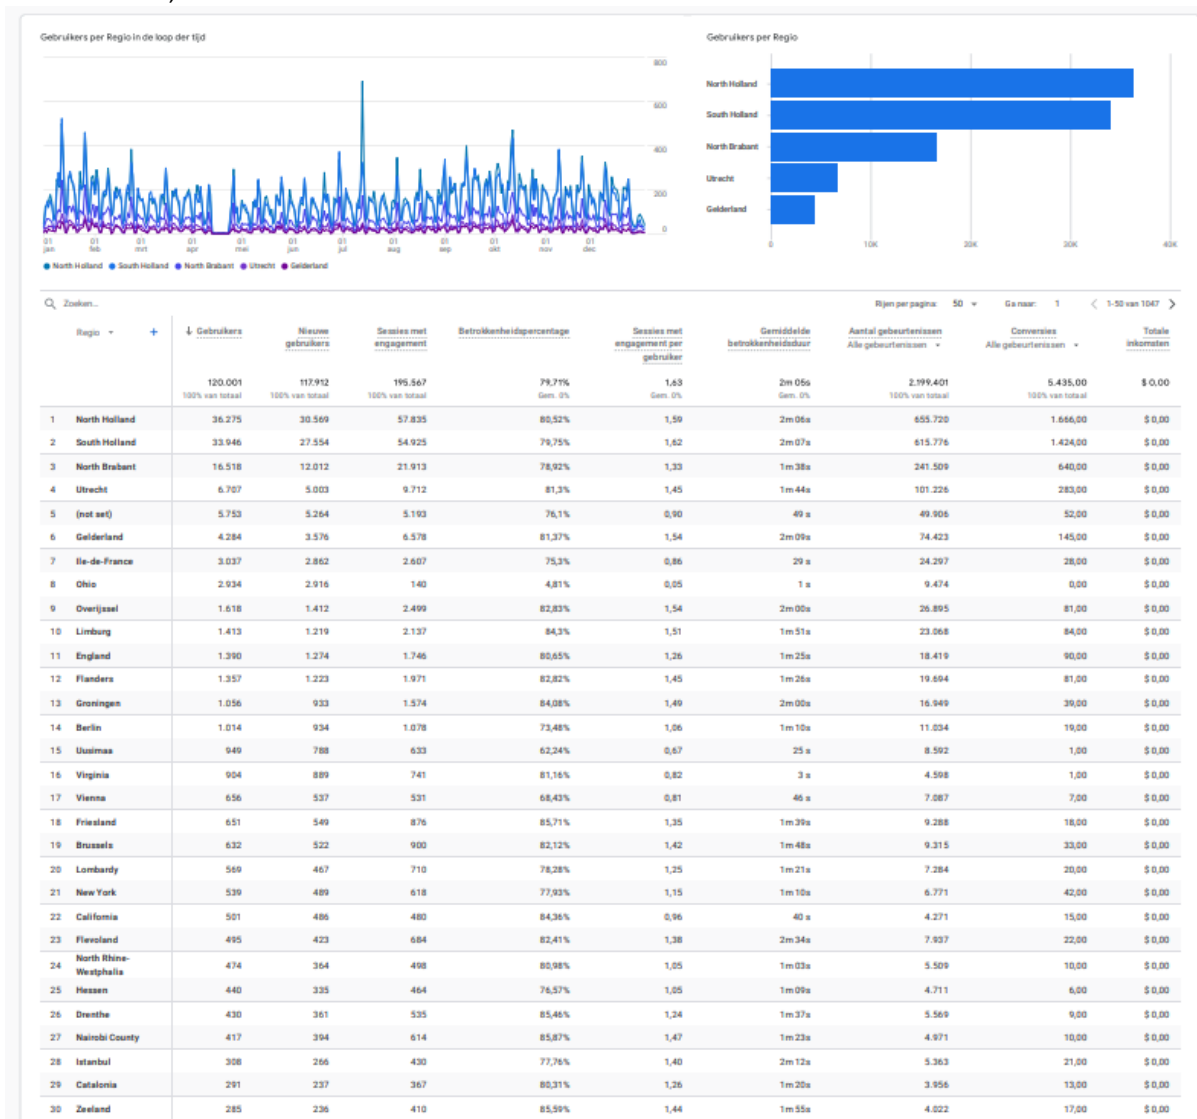 Gebruikers per Regio in de loop der tijd
800
600
400
200
0
01 jan
01 feb
01 mrt
01 apr
01 mei
01 jun
01 jul
01 aug
01 sep
01 okt
01 nov
01 dec.
North Holland South Holland North Brabant Utrecht Gelderland
Gebruikers per Regio
North Holland
South Holland
North Brabant
Utrecht
Gelderland
0 10K 20K 30K 40K
Zoeken... Rijen per pagina: 50 Ga naar: 1 1-50 van 1047
Regio + Gebruikers Nieuwe gebruikers Sessies met engagement Betrokkenheidspercentage Sessies met engagement per gebruiker Gemiddelde betrokkenheidsduur Aantal gebeurtenissen Alle gebeurtenissen Conversies Alle gebeurtenissen Totale inkomsten
120.001 117.912 195.567 79,71% 1,63 2m 05s 2.199.401 5.435,00 $ 0,00
100% van totaal 100% van totaal 100% van totaal Gem. 0% Gem. 0% Gem. 0% 100% van totaal 100% van totaal
1 North Holland 36.275 30.569 57.835 80,52% 1,59 2m 06s 655.720 1.666,00 $ 0,00
2 South Holland 33.946 27.554 54.925 79,75% 1,62 2m 07s 615.776 1.424,00 $ 0,00
3 North Brabant 16.518 12.012 21.913 78,92% 1,33 1m 38s 241.509 640,00 $ 0,00
4 Utrecht 6.707 5.003 9.712 81,3% 1,45 1m 44s 101.226 283,00 $ 0,00
5 (not set) 5.753 5.264 5.193 76,1% 0,90 49 s 49.906 52,00 $ 0,00
6 Gelderland 4.284 3.576 6.578 81,37% 1,54 2m 09s 74.423 145,00 $ 0,00
7 Ile-de-France 3.037 2.862 2.607 75,3% 0,86 29 s 24.297 28,00 $ 0,00
8 Ohio 2.934 2.916 140 4,81% 0,05 1 s 9.474 0,00 $ 0,00
9 Overijssel 1.618 1.412 2.499 82,83% 1,54 2m 00s 26.895 81,00 $ 0,00
10 Limburg 1.413 1.219 2.137 84,3% 1,51 1m 51s 23.068 84,00 $ 0,00
11 England 1.390 1.274 1.746 80,65% 1,26 1m 25s 18.419 90,00 $ 0,00
12 Flanders 1.357 1.223 1.971 82,82% 1,45 1m 26s 19.694 81,00 $ 0,00
13 Groningen 1.056 933 1.574 84,08% 1,49 2m 00s 16.949 39,00 $ 0,00
14 Berlin 1.014 934 1.078 73,48% 1,06 1m 10s 11.034 19,00 $ 0,00
15 Uusimaa 949 788 633 62,24% 0,67 25 s 8.592 1,00 $ 0,00
16 Virginia 904 889 741 81,16% 0,82 3 s 4.598 1,00 $ 0,00
17 Vienna 656 537 531 68,43% 0,81 46 s 7.087 7,00 $ 0,00
18 Friesland 651 549 876 85,71% 1,35 1m 39s 9.288 18,00 $ 0,00
19 Brussels 632 522 900 82,12% 1,42 1m 48s 9.315 33,00 $ 0,00
20 Lombardy 569 467 710 78,28% 1,25 1m 21s 7.284 20,00 $ 0,00
21 New York 539 489 618 77,93% 1,15 1m 10s 6.771 42,00 $ 0,00
22 California 501 486 480 84,36% 0,96 40 s 4.271 15,00 $ 0,00
23 Flevoland 495 423 684 82,41% 1,38 2m 34s 7.937 22,00 $ 0,00
24 North Rhine-Westphalia 474 364 498 80,98% 1,05 1m 03s 5.509 10,00 $ 0,00
25 Hessen 440 335 464 76,57% 1,05 1m 09s 4.711 6,00 $ 0,00
26 Drenthe 430 361 535 85,46% 1,24 1m 37s 5.569 9,00 $ 0,00
27 Nairobi County 417 394 614 85,87% 1,47 1m 23s 4.971 10,00 $ 0,00
28 Istanbul 308 266 430 77,76% 1,40 2m 12s 5.363 21,00 $ 0,00
29 Catalonia 291 237 367 80,31% 1,26 1m 20s 3.956 13,00 $ 0,00
30 Zeeland 285 236 410 85,59% 1,44 1m 55s 4.022 17,00 $ 0,00